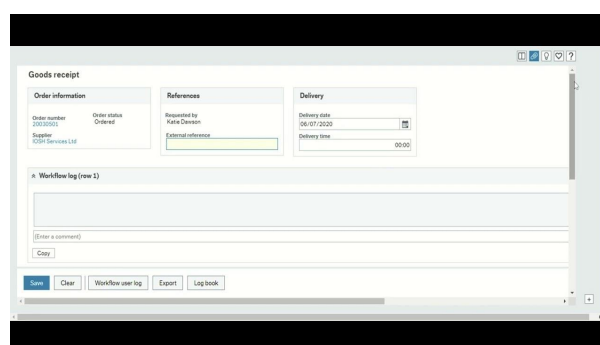 Goods receipt
Order information
Order number
20030501
Order status
Ordered
Supplier
IOSH Services Ltd
References
Requested by
Katie Dawson
External reference
Delivery
Delivery date
06/07/2020
Delivery time
00:00
Workflow log (row 1)
(Enter a comment)
Copy
Save Clear Workflow user log Export Log book